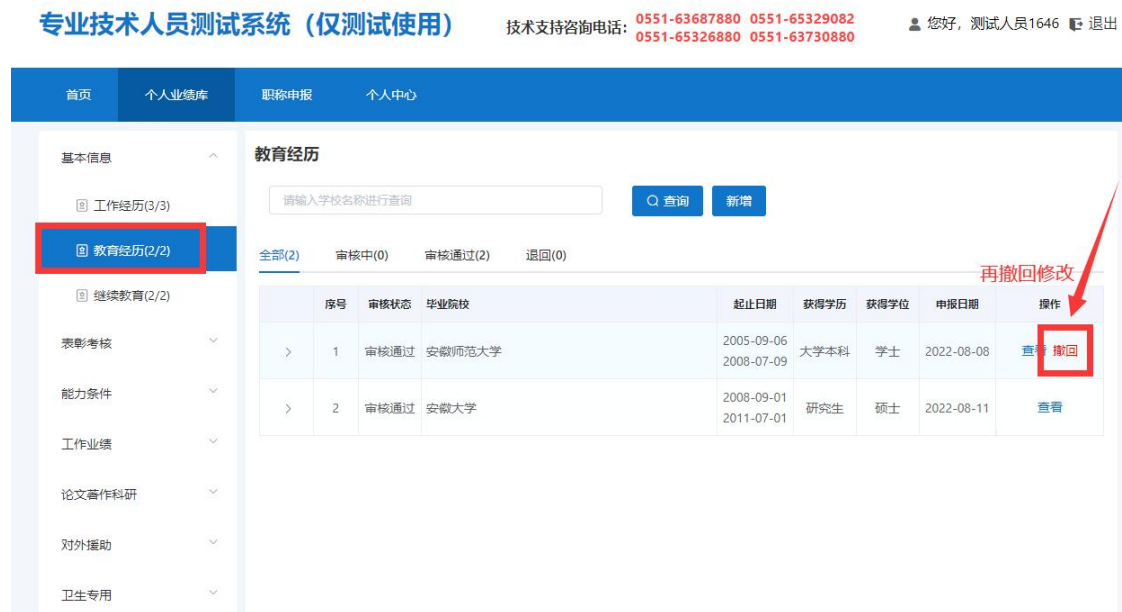 专业技术人员测试系统（仅测试使用）
技术支持咨询电话：
0551-63687880 0551-65329082
0551-65326880 0551-63730880
您好，测试人员1646 退出
首页 个人业绩库 职称申报 个人中心
基本信息
工作经历(3/3)
教育经历(2/2)
继续教育(2/2)
表彰考核
能力条件
工作业绩
论文著作科研
对外援助
卫生专用
教育经历
请输入学校名称进行查询 查询 新增
全部(2) 审核中(0) 审核通过(2) 退回(0)
再撤回修改
序号 审核状态 毕业院校 起止日期 获得学历 获得学位 申报日期 操作
1 审核通过 安徽师范大学 2005-09-06 大学本科 学士 2022-08-08 查看 撤回
2008-07-09
2 审核通过 安徽大学 2008-09-01 研究生 硕士 2022-08-11 查看
2011-07-01